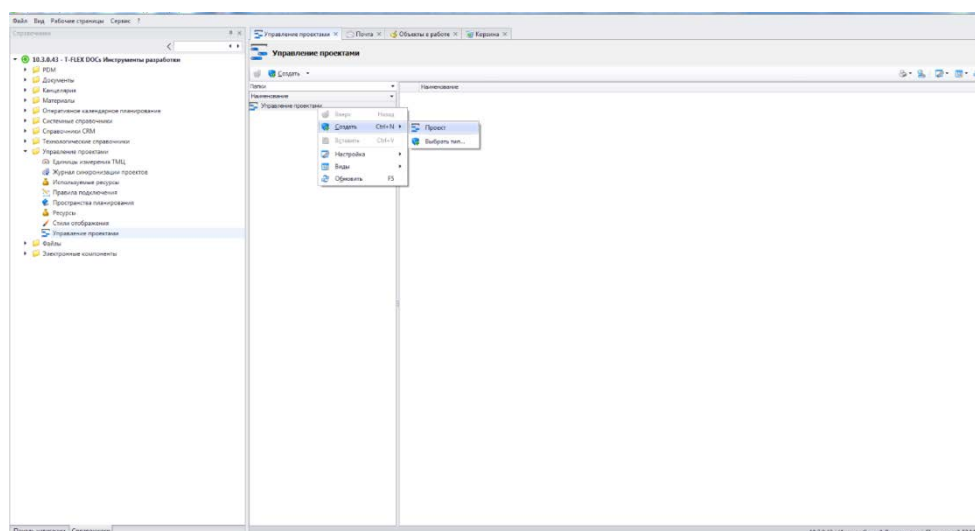 Файл Вид Рабочие страницы Сервис ?
Справочники
10.3.0.43 - T-FLEX DOCs Инструменты разработки
PDM
Документы
Канцелярия
Материалы
Оперативное календарное планирование
Системные справочники
Справочники CRM
Технологические справочники
Управление проектами
Единицы измерения ТМЦ
Журнал синхронизации проектов
Используемые ресурсы
Правила подключения
Пространства планирования
Ресурсы
Стили отображения
Управление проектами
Файлы
Электронные компоненты
Управление проектами Почта Объекты в работе Корзина
Управление проектами
Создать
Папки
Наименование
Наименование
Управление проектами
Вверх Назад
Создать Ctrl+N
Вставить Ctrl+V
Настройка
Виды
Обновить F5
Проект
Выбрать тип...